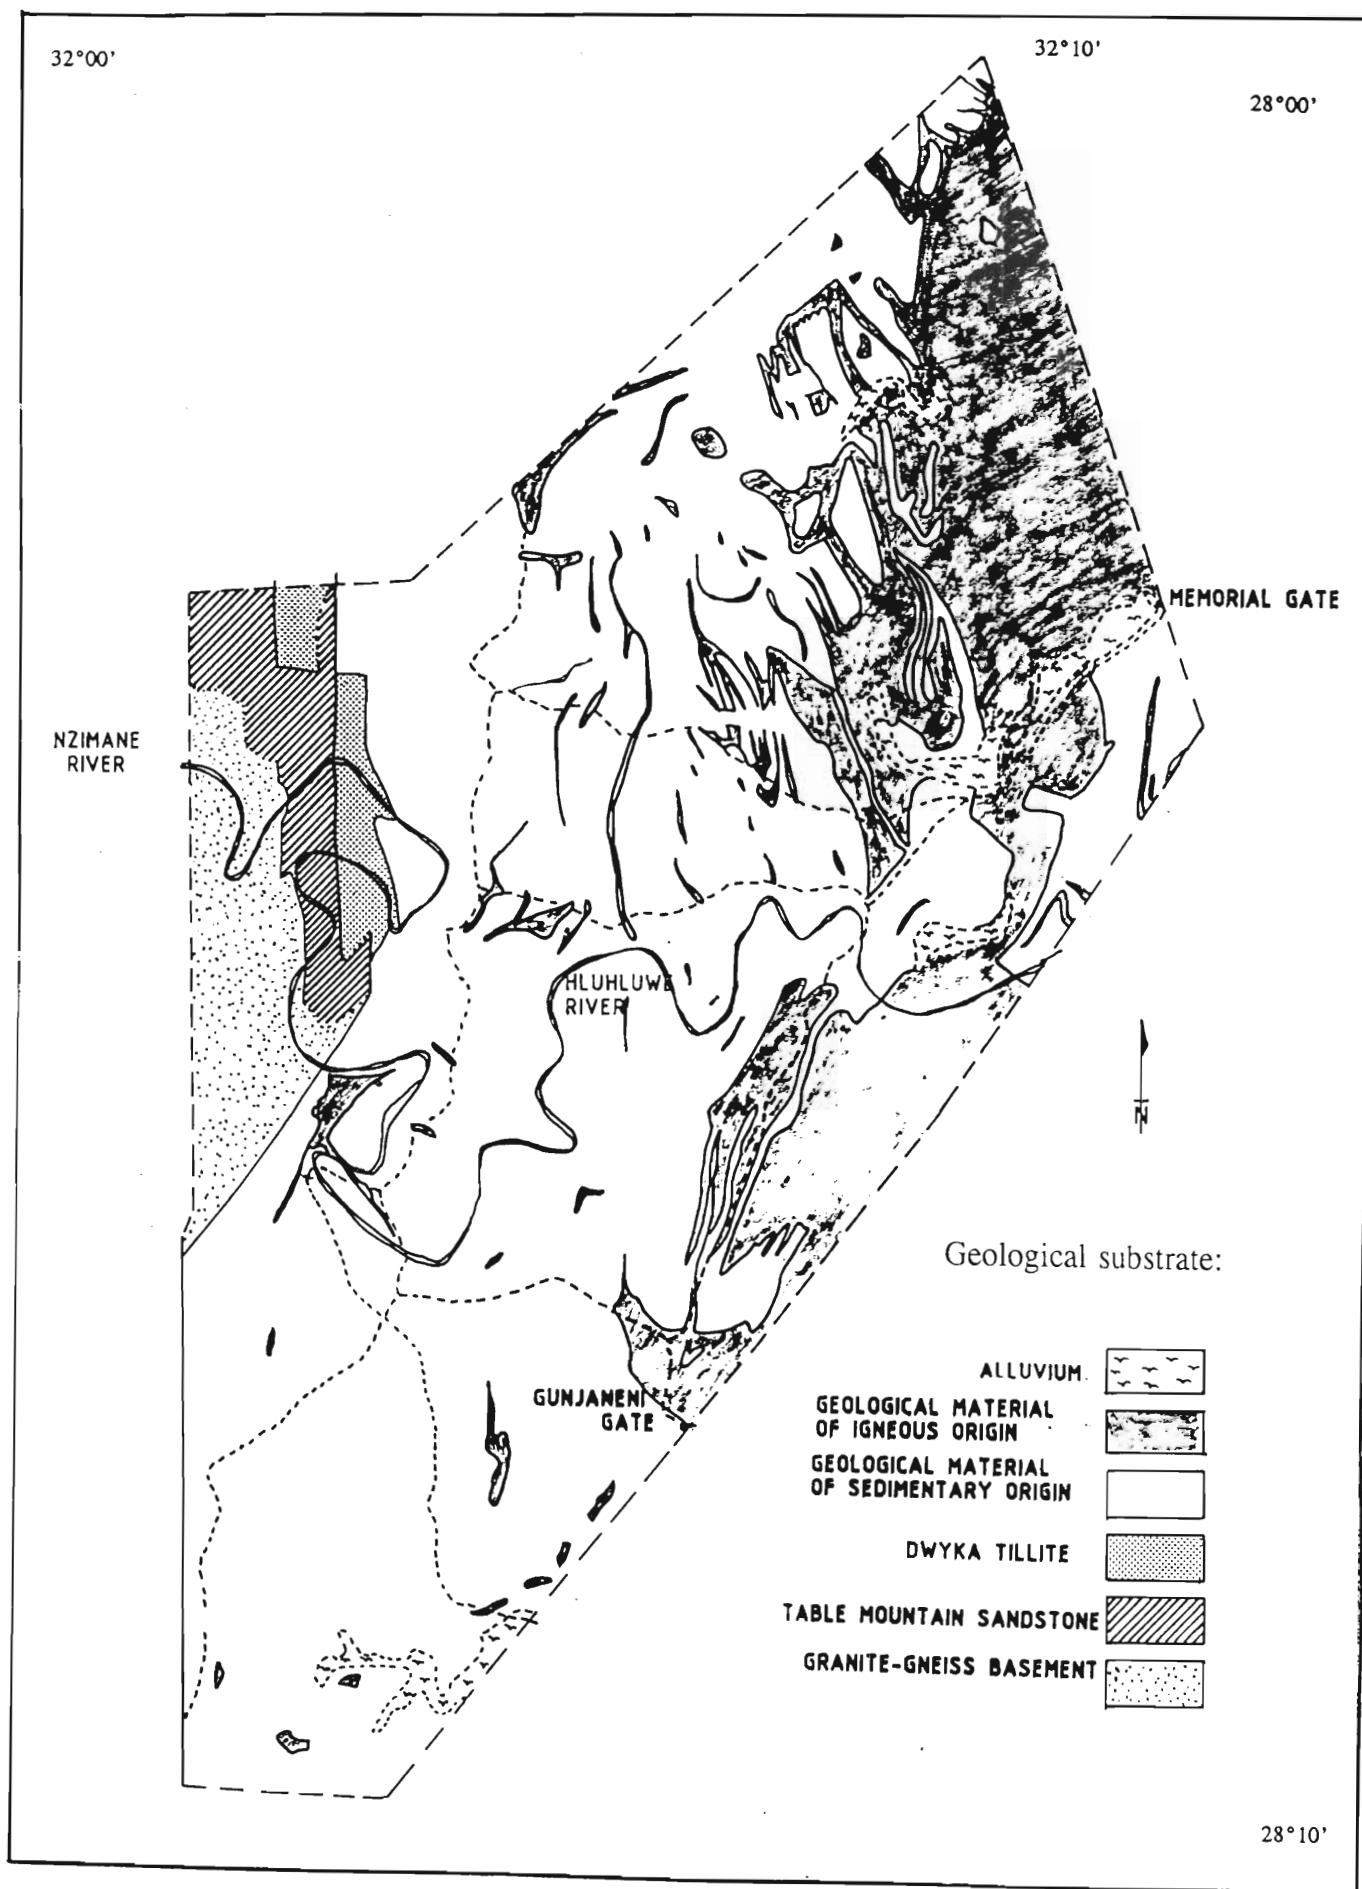 32°00'
32°10'
28°00'
MEMORIAL GATE
NZIMANE
RIVER
HLUHLUWE
RIVER
N
Geological substrate:
ALLUVIUM
GUNJANENI
GATE
GEOLOGICAL MATERIAL
OF IGNEOUS ORIGIN
GEOLOGICAL MATERIAL
OF SEDIMENTARY ORIGIN
DWYKA TILLITE
TABLE MOUNTAIN SANDSTONE
GRANITE-GNEISS BASEMENT
28°10'